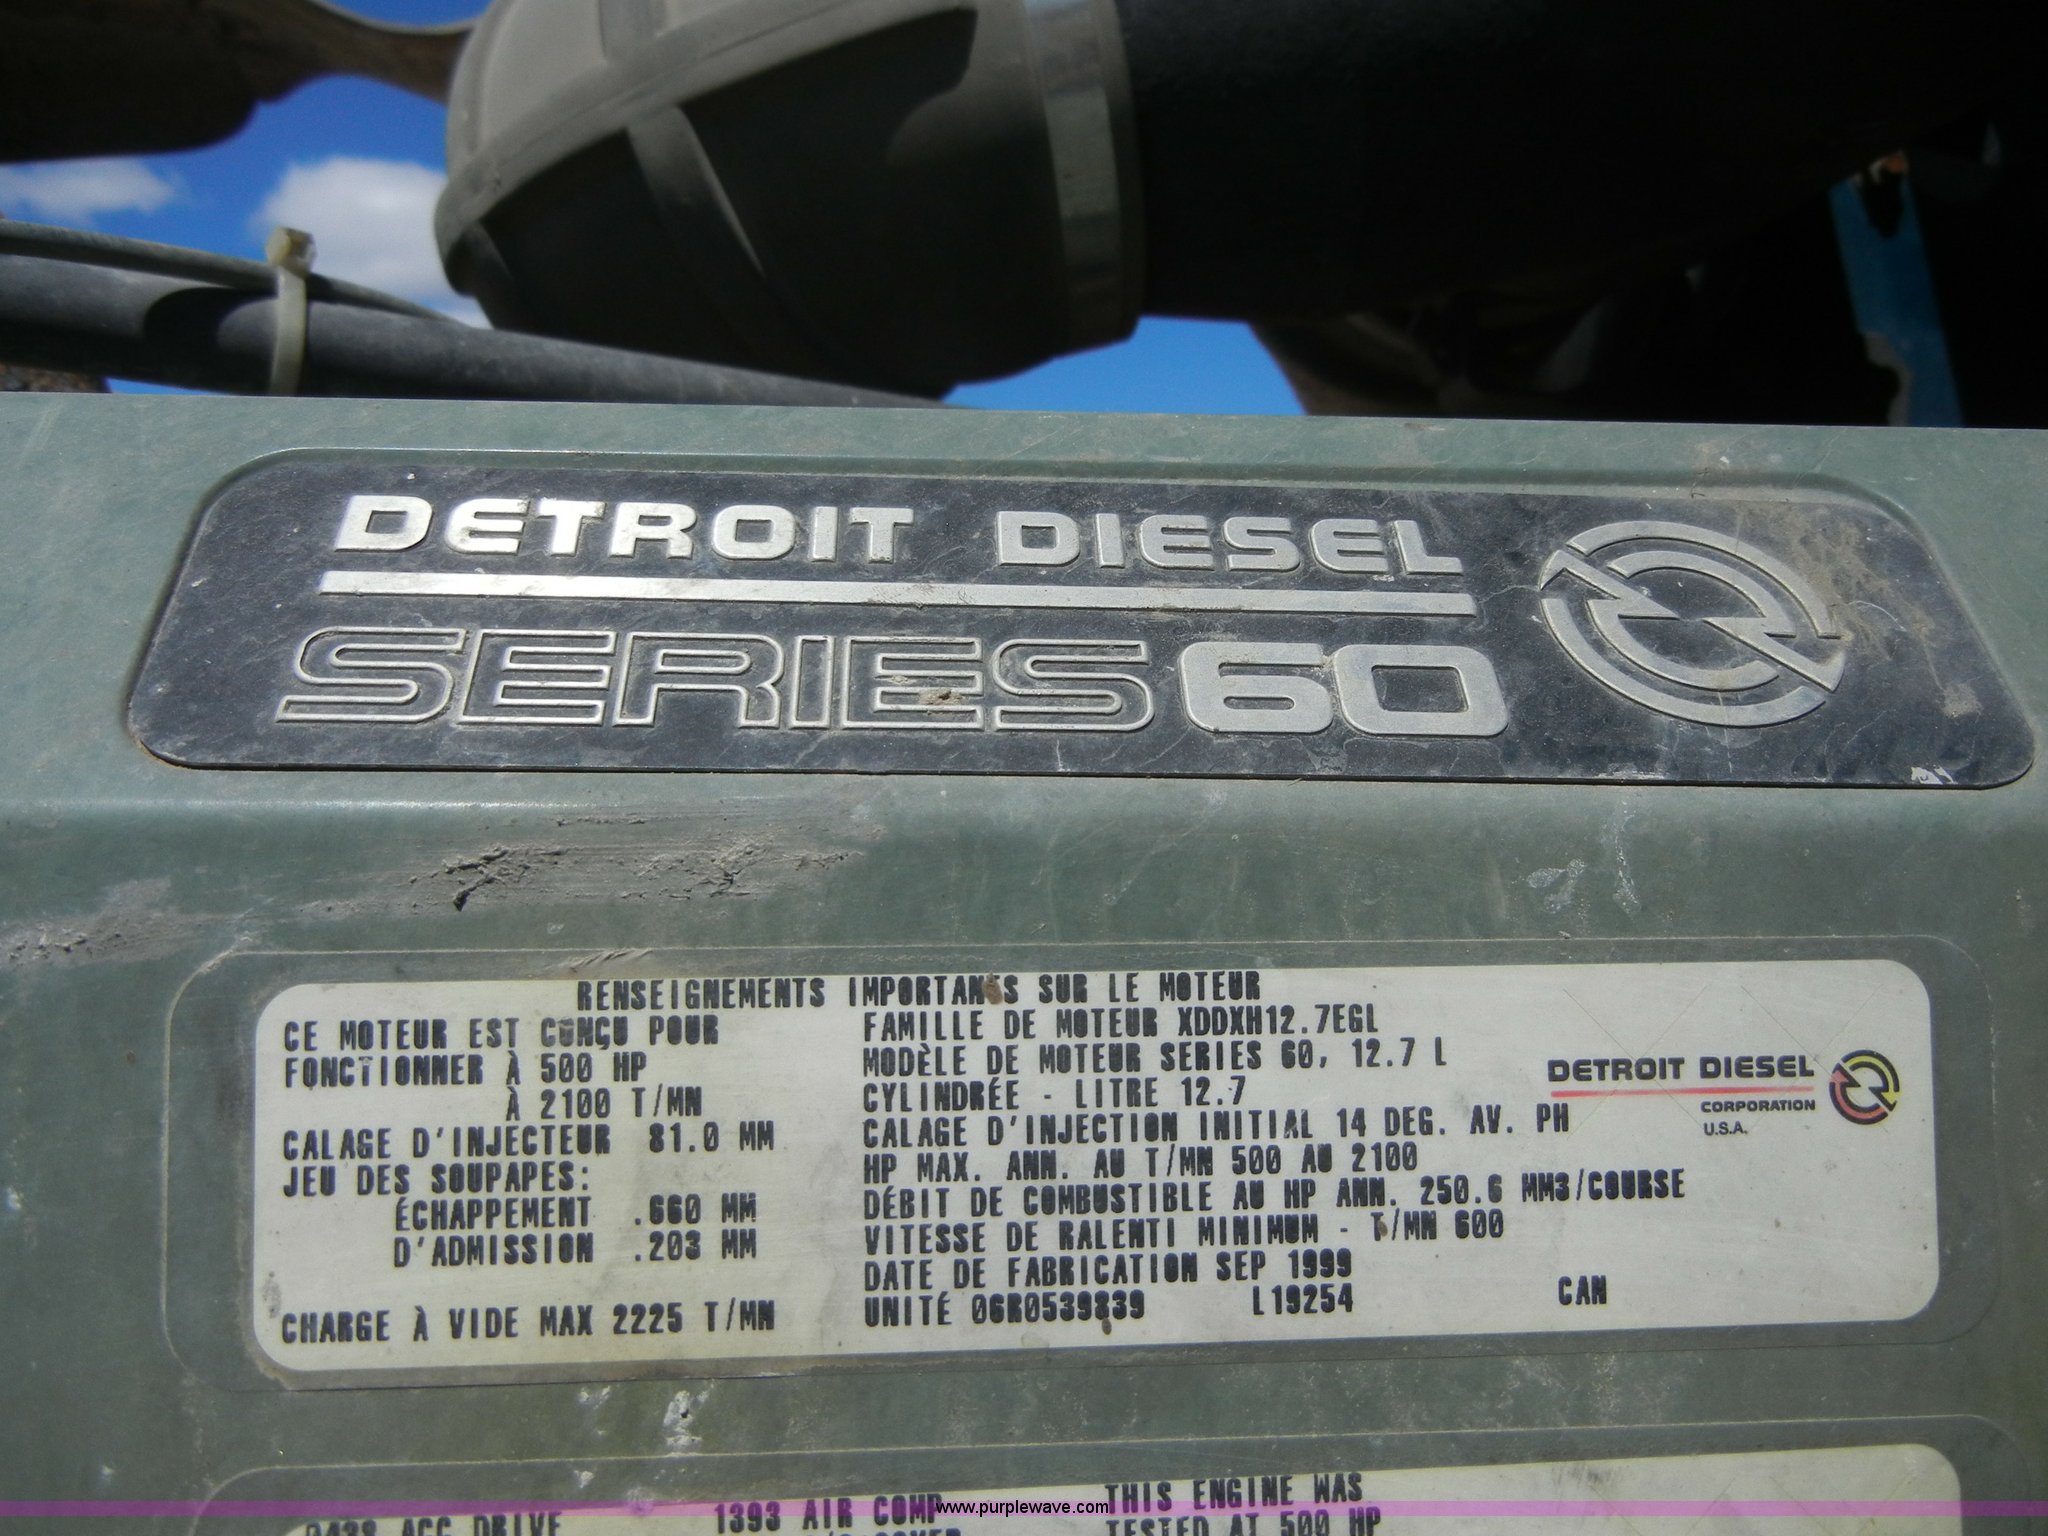 DETROIT DIESEL
SERIES 60
RENSEIGNEMENTS IMPORTANTS SUR LE MOTEUR
CE MOTEUR EST CONÇU POUR
FONCTIONNER À 500 HP
À 2100 T/MN
CALAGE D'INJECTEUR 81.0 MM
JEU DES SOUPAPES:
ÉCHAPPEMENT .660 MM
D'ADMISSION .203 MM
CHARGE À VIDE MAX 2225 T/MN
FAMILLE DE MOTEUR XDDXH12.7EGL
MODÈLE DE MOTEUR SERIES 60, 12.7 L
CYLINDRÉE - LITRE 12.7
CALAGE D'INJECTION INITIAL 14 DEG. AV. PH
HP MAX. ANN. AU T/MN 500 AU 2100
DÉBIT DE COMBUSTIBLE AU HP ANN. 250.6 MM3/COURSE
VITESSE DE RALENTI MINIMUM - T/MN 600
DATE DE FABRICATION SEP 1999
UNITÉ 06R0539839 L19254 CAN
DETROIT DIESEL
CORPORATION
U.S.A.
0438 ACC DRIVE
1393 AIR COMP
THIS ENGINE WAS
TESTED AT 500 HP
www.purplewave.com